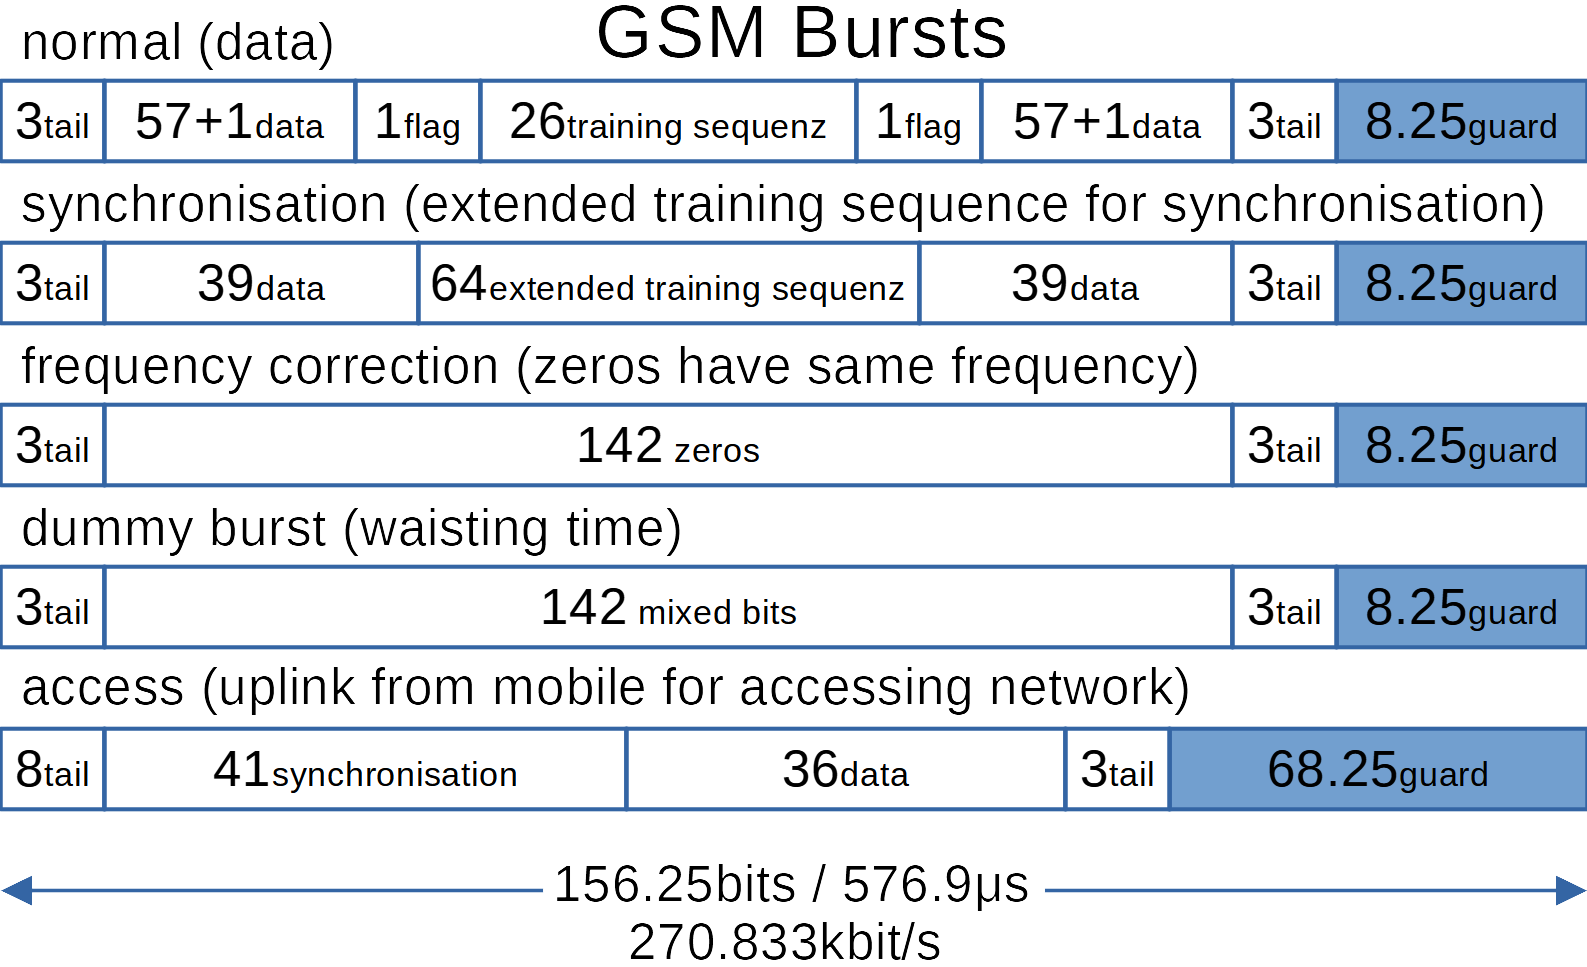 GSM Bursts
normal (data)
3tail 57+1data 1flag 26training sequenz 1flag 57+1data 3tail 8.25guard
synchronisation (extended training sequence for synchronisation)
3tail 39data 64extended training sequenz 39data 3tail 8.25guard
frequency correction (zeros have same frequency)
3tail 142 zeros 3tail 8.25guard
dummy burst (waisting time)
3tail 142 mixed bits 3tail 8.25guard
access (uplink from mobile for accessing network)
8tail 41synchronisation 36data 3tail 68.25guard
156.25bits / 576.9µs
270.833kbit/s